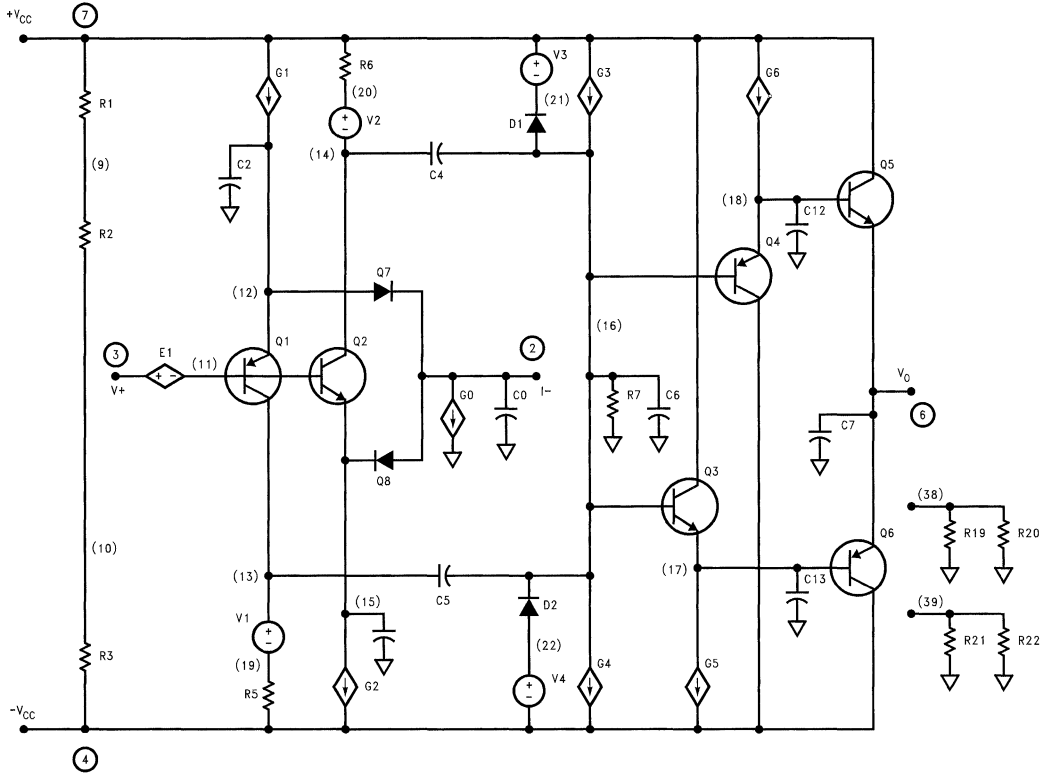 +VCC
7
V3
+
−
G1
R6
G3
G6
R1
(20)
(21)
V2
+
−
D1
(14)
C2
C4
Q5
(9)
(18)
C12
R2
Q4
Q7
(12)
(16)
3
E1
(11)
Q1
Q2
2
V+
+ −
I−
VO
G0
C0
R7
C6
6
C7
Q8
Q3
(38)
R19
R20
Q6
(10)
(13)
C5
(17)
C13
D2
(15)
(39)
V1
+
−
(22)
R21
R22
R3
(19)
R5
G2
V4
+
−
G4
G5
−VCC
4